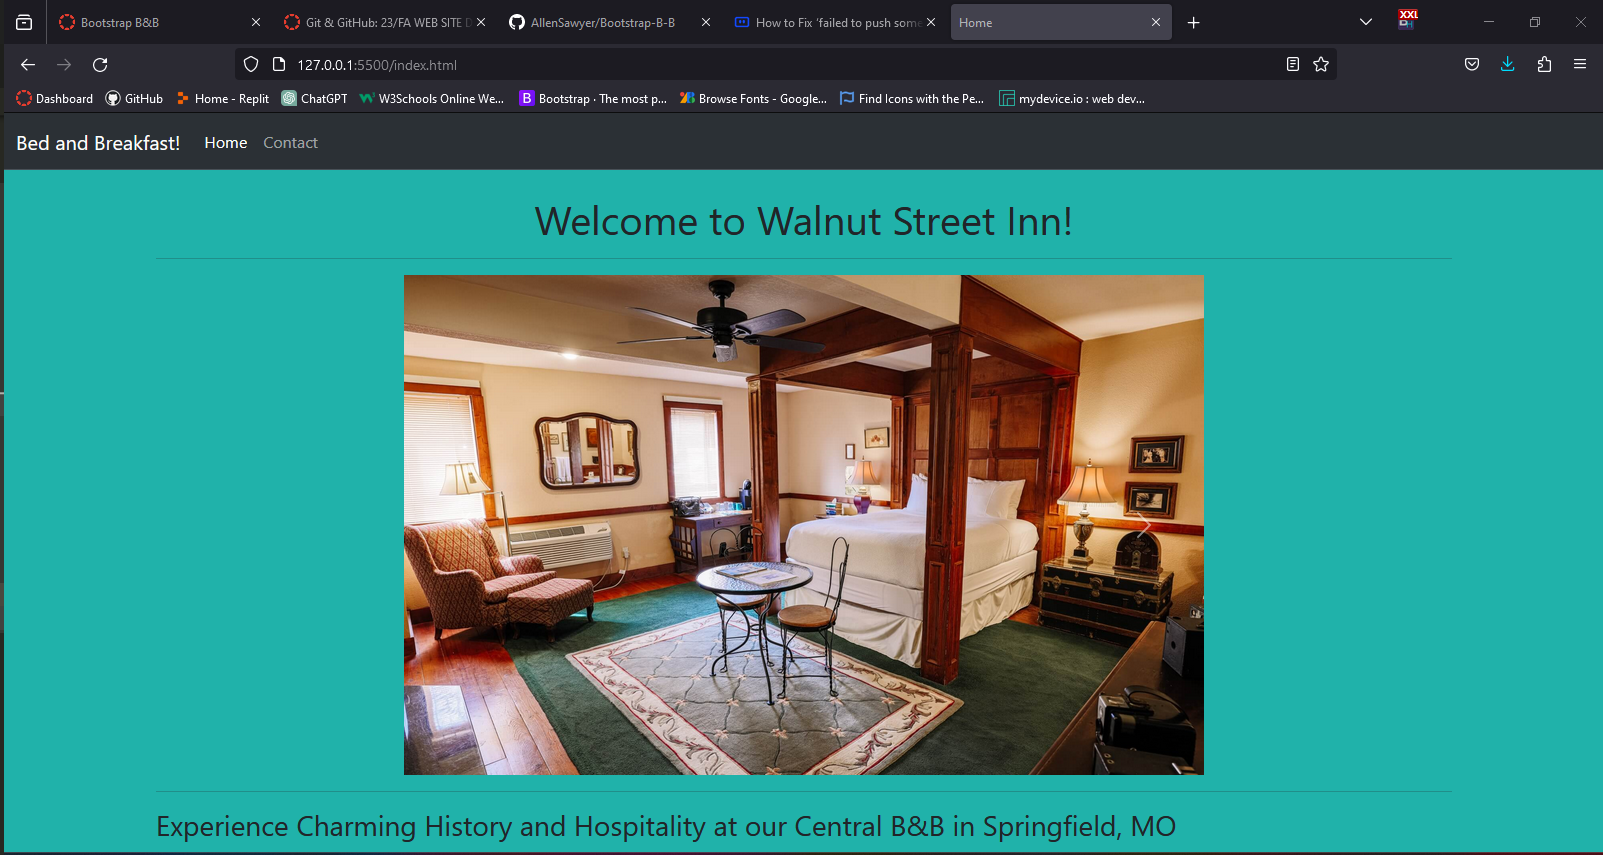 Bootstrap B&B
Git & GitHub: 23/FA WEB SITE D
AllenSawyer/Bootstrap-B-B
How to Fix 'failed to push some
Home
XXL
127.0.0.1:5500/index.html
Dashboard
GitHub
Home - Replit
ChatGPT
W3Schools Online We...
B
Bootstrap · The most p...
Browse Fonts - Google...
Find Icons with the Pe...
mydevice.io : web dev...
Bed and Breakfast!
Home
Contact
Welcome to Walnut Street Inn!
Experience Charming History and Hospitality at our Central B&B in Springfield, MO